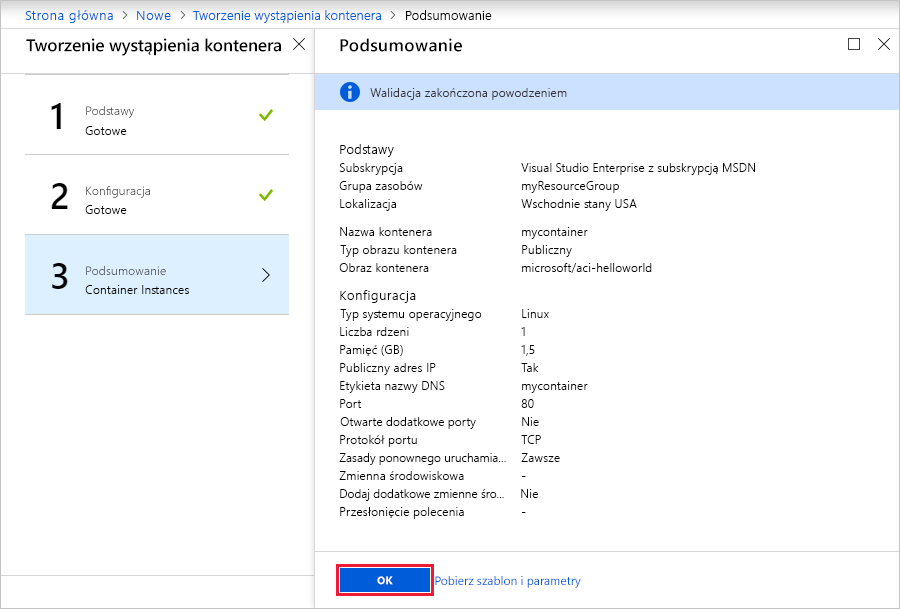 Strona główna > Nowe > Tworzenie wystąpienia kontenera > Podsumowanie
Tworzenie wystąpienia kontenera
1
Podstawy
Gotowe
2
Konfiguracja
Gotowe
3
Podsumowanie
Container Instances
Podsumowanie
Walidacja zakończona powodzeniem
Podstawy
Subskrypcja Visual Studio Enterprise z subskrypcją MSDN
Grupa zasobów myResourceGroup
Lokalizacja Wschodnie stany USA
Nazwa kontenera mycontainer
Typ obrazu kontenera Publiczny
Obraz kontenera microsoft/aci-helloworld
Konfiguracja
Typ systemu operacyjnego Linux
Liczba rdzeni 1
Pamięć (GB) 1,5
Publiczny adres IP Tak
Etykieta nazwy DNS mycontainer
Port 80
Otwarte dodatkowe porty Nie
Protokół portu TCP
Zasady ponownego uruchamia... Zawsze
Zmienna środowiskowa -
Dodaj dodatkowe zmienne śro... Nie
Przesłonięcie polecenia -
OK Pobierz szablon i parametry